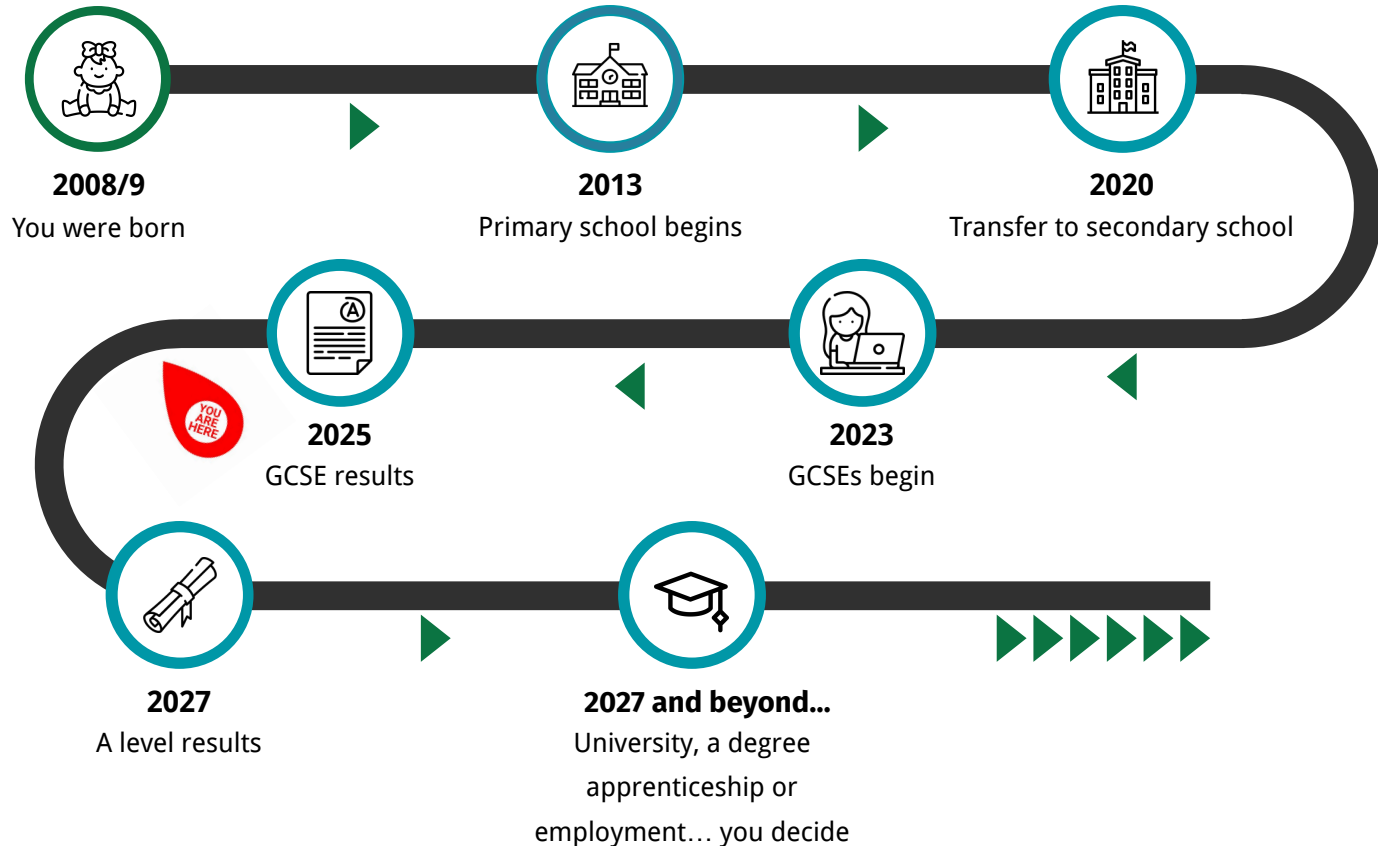 2008/9
You were born
2013
Primary school begins
2020
Transfer to secondary school
2023
GCSEs begin
2025
GCSE results
A
YOU
ARE
HERE
2027
A level results
2027 and beyond...
University, a degree
apprenticeship or
employment… you decide